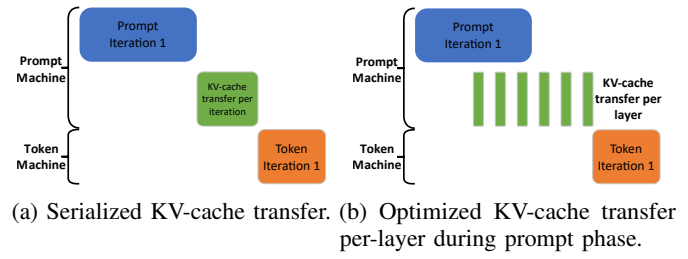 Prompt
Iteration 1
Prompt
Machine
KV-cache
transfer per
iteration
Token
Machine
Token
Iteration 1
(a) Serialized KV-cache transfer.
Prompt
Iteration 1
Prompt
Machine
KV-cache
transfer per
layer
Token
Machine
Token
Iteration 1
(b) Optimized KV-cache transfer
per-layer during prompt phase.